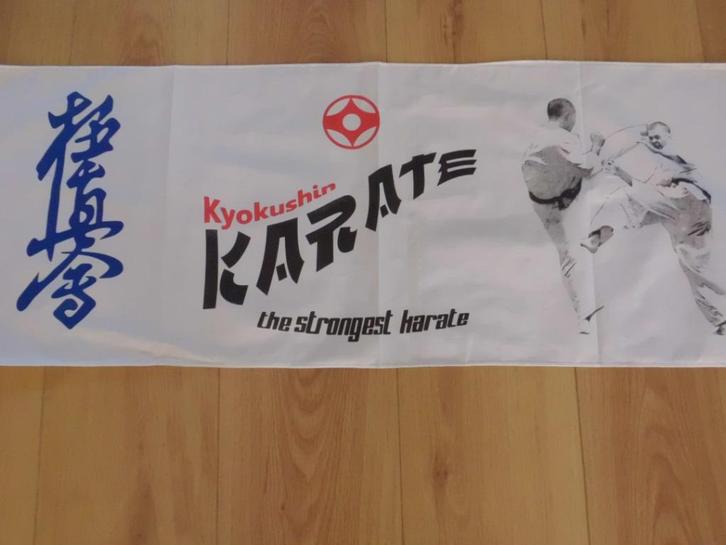 極真會
Kyokushin
KARATE
the strongest karate